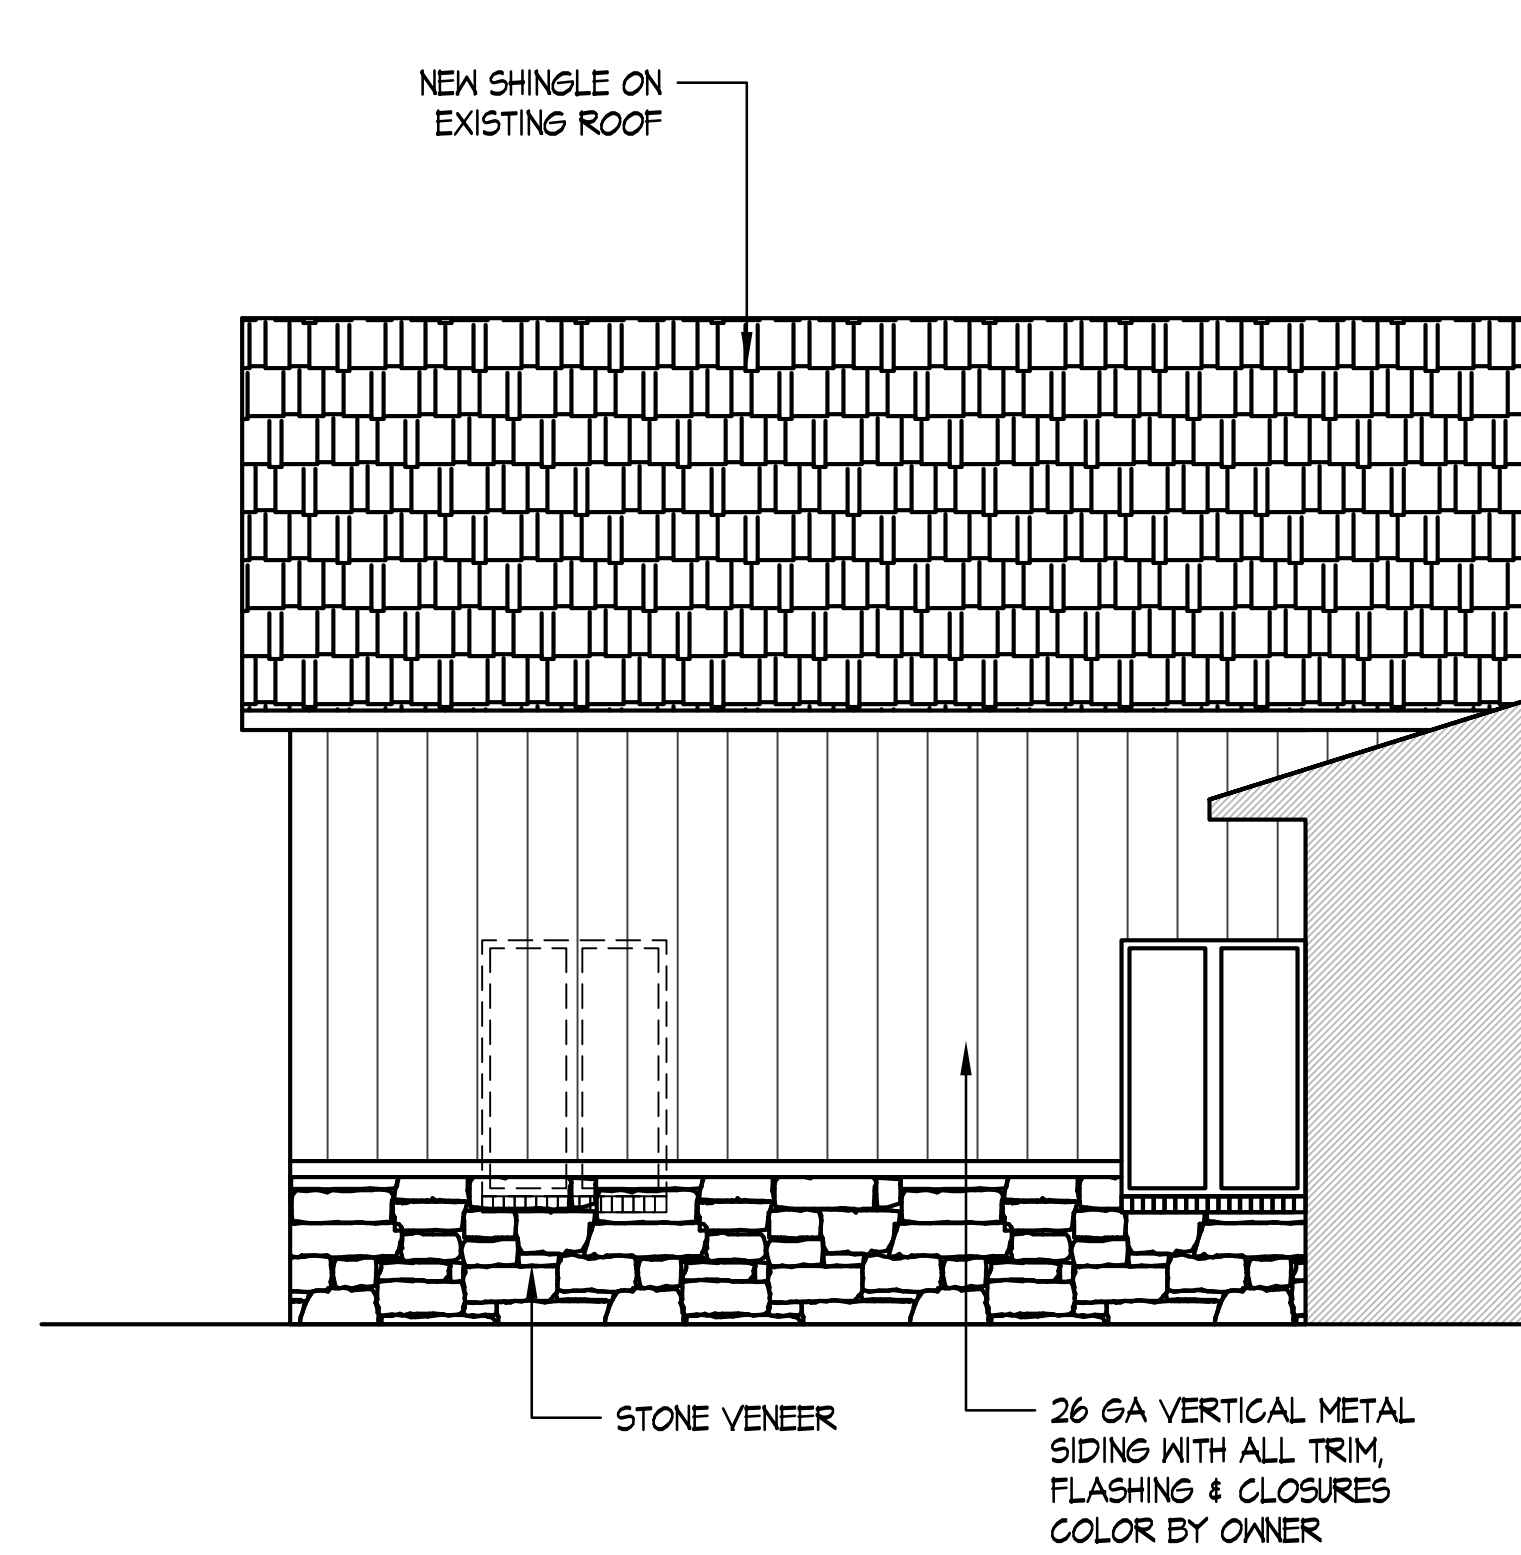 NEW SHINGLE ON
EXISTING ROOF
STONE VENEER
26 GA VERTICAL METAL
SIDING WITH ALL TRIM,
FLASHING & CLOSURES
COLOR BY OWNER